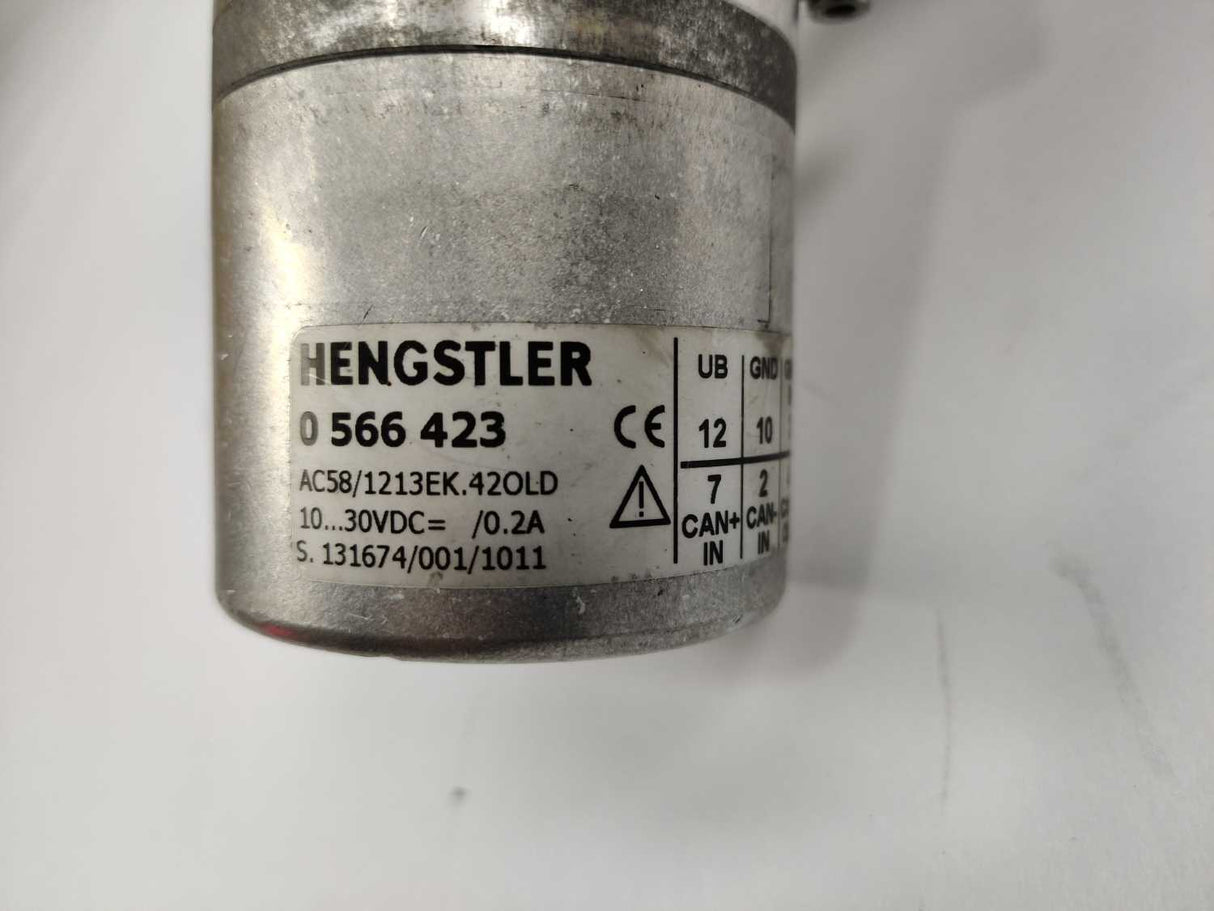 HENGSTLER
0 566 423
CE
AC58/1213EK.42OLD
10...30VDC= /0.2A
S. 131674/001/1011
UB GND
12 10
7 2
CAN+ CAN-
IN IN